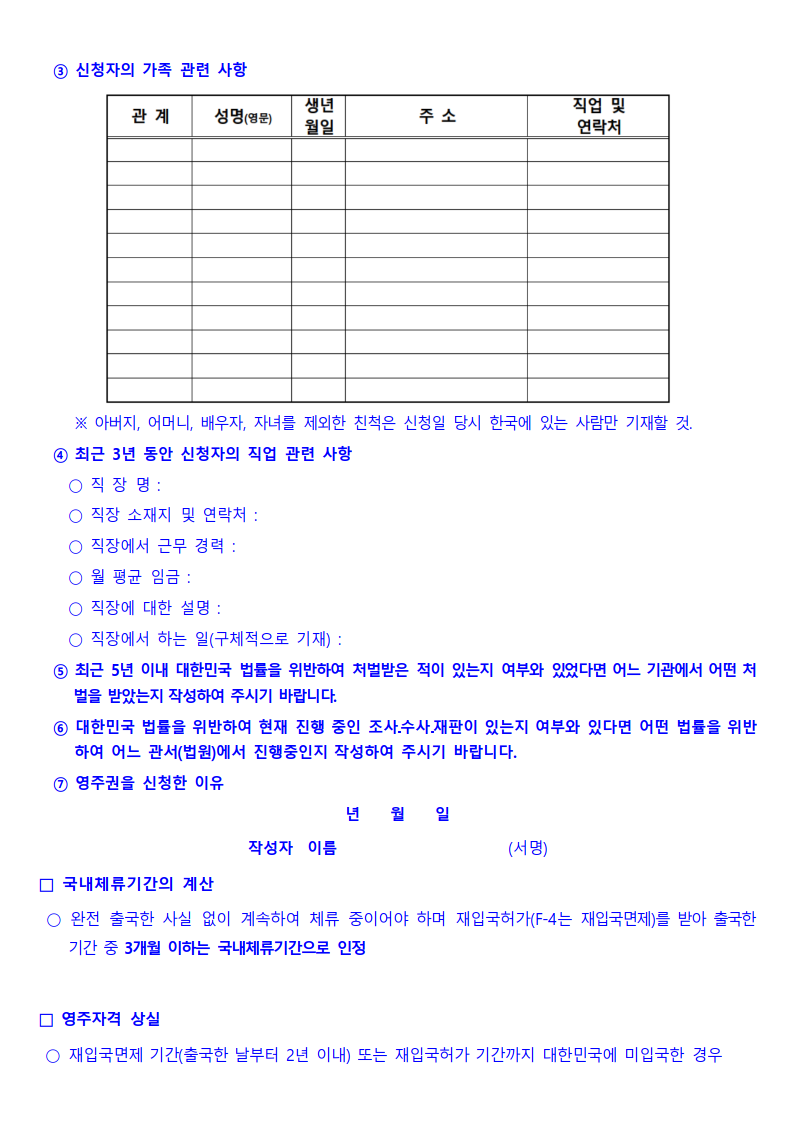 ③ 신청자의 가족 관련 사항
관 계 성명(영문) 생년월일 주 소 직업 및 연락처
※ 아버지, 어머니, 배우자, 자녀를 제외한 친척은 신청일 당시 한국에 있는 사람만 기재할 것.
④ 최근 3년 동안 신청자의 직업 관련 사항
○ 직 장 명 :
○ 직장 소재지 및 연락처 :
○ 직장에서 근무 경력 :
○ 월 평균 임금 :
○ 직장에 대한 설명 :
○ 직장에서 하는 일(구체적으로 기재) :
⑤ 최근 5년 이내 대한민국 법률을 위반하여 처벌받은 적이 있는지 여부와 있었다면 어느 기관에서 어떤 처
벌을 받았는지 작성하여 주시기 바랍니다.
⑥ 대한민국 법률을 위반하여 현재 진행 중인 조사.수사.재판이 있는지 여부와 있다면 어떤 법률을 위반
하여 어느 관서(법원)에서 진행중인지 작성하여 주시기 바랍니다.
⑦ 영주권을 신청한 이유
년 월 일
작성자 이름 (서명)
□ 국내체류기간의 계산
○ 완전 출국한 사실 없이 계속하여 체류 중이어야 하며 재입국허가(F-4는 재입국면제)를 받아 출국한
기간 중 3개월 이하는 국내체류기간으로 인정
□ 영주자격 상실
○ 재입국면제 기간(출국한 날부터 2년 이내) 또는 재입국허가 기간까지 대한민국에 미입국한 경우